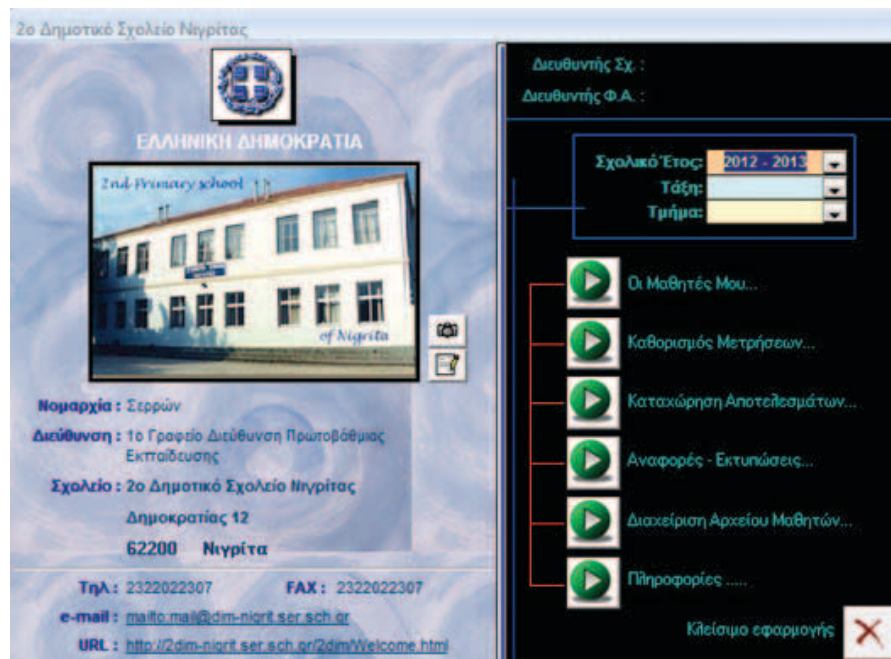 2ο Δημοτικό Σχολείο Νιγρίτας
ΕΛΛΗΝΙΚΗ ΔΗΜΟΚΡΑΤΙΑ
2nd Primary school
of Nigrita
Νομαρχία : Σερρών
Διεύθυνση : 1ο Γραφείο Διεύθυνση Πρωτοβάθμιας
Εκπαίδευσης
Σχολείο : 2ο Δημοτικό Σχολείο Νιγρίτας
Δημοκρατίας 12
62200 Νιγρίτα
Τηλ : 2322022307 FAX : 2322022307
e-mail : mailto:mail@dim-nigrit.ser.sch.gr
URL : http://2dim-nigrit.ser.sch.gr/2dim/Welcome.html
Διευθυντής Σχ. :
Διευθυντής Φ.Α. :
Σχολικό Έτος: 2012 - 2013
Τάξη:
Τμήμα:
Οι Μαθητές Μου...
Καθορισμός Μετρήσεων...
Καταχώρηση Αποτελεσμάτων...
Αναφορές - Εκτυπώσεις...
Διαχείριση Αρχείου Μαθητών...
Πληροφορίες .....
Κλείσιμο εφαρμογής